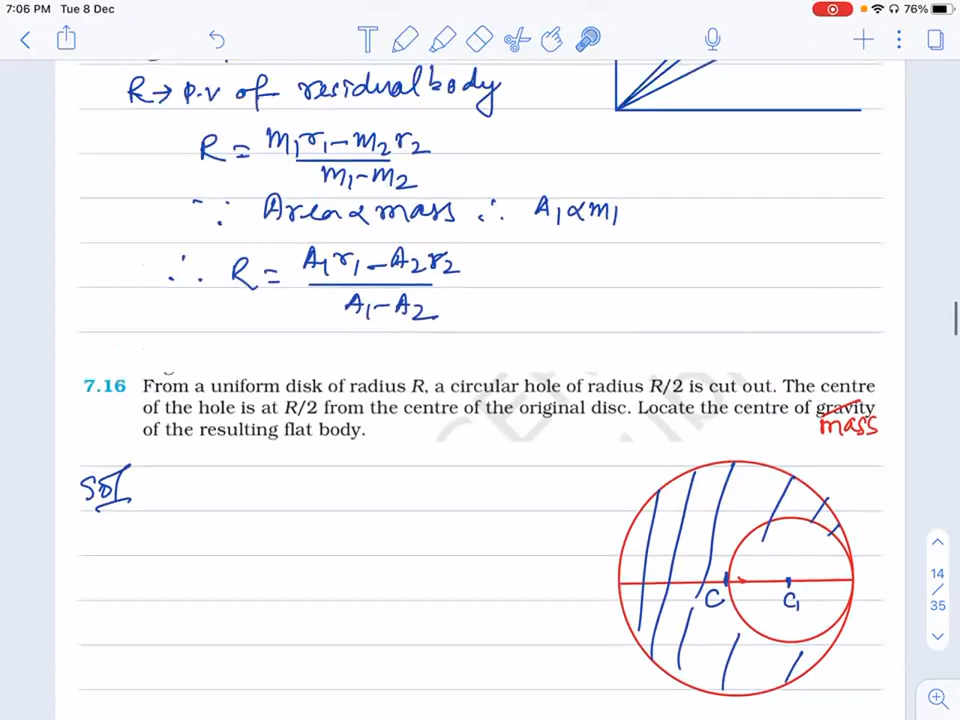 7:06 PM Tue 8 Dec
76%
R → p.v of residual body
R = m₁r₁ - m₂r₂
m₁ - m₂
∵ Area ∝ mass ∴ A₁ ∝ m₁
∴ R = A₁r₁ - A₂r₂
A₁ - A₂
7.16 From a uniform disk of radius R, a circular hole of radius R/2 is cut out. The centre
of the hole is at R/2 from the centre of the original disc. Locate the centre of gravity
mass
of the resulting flat body.
Sol
C C₁
14
/
35